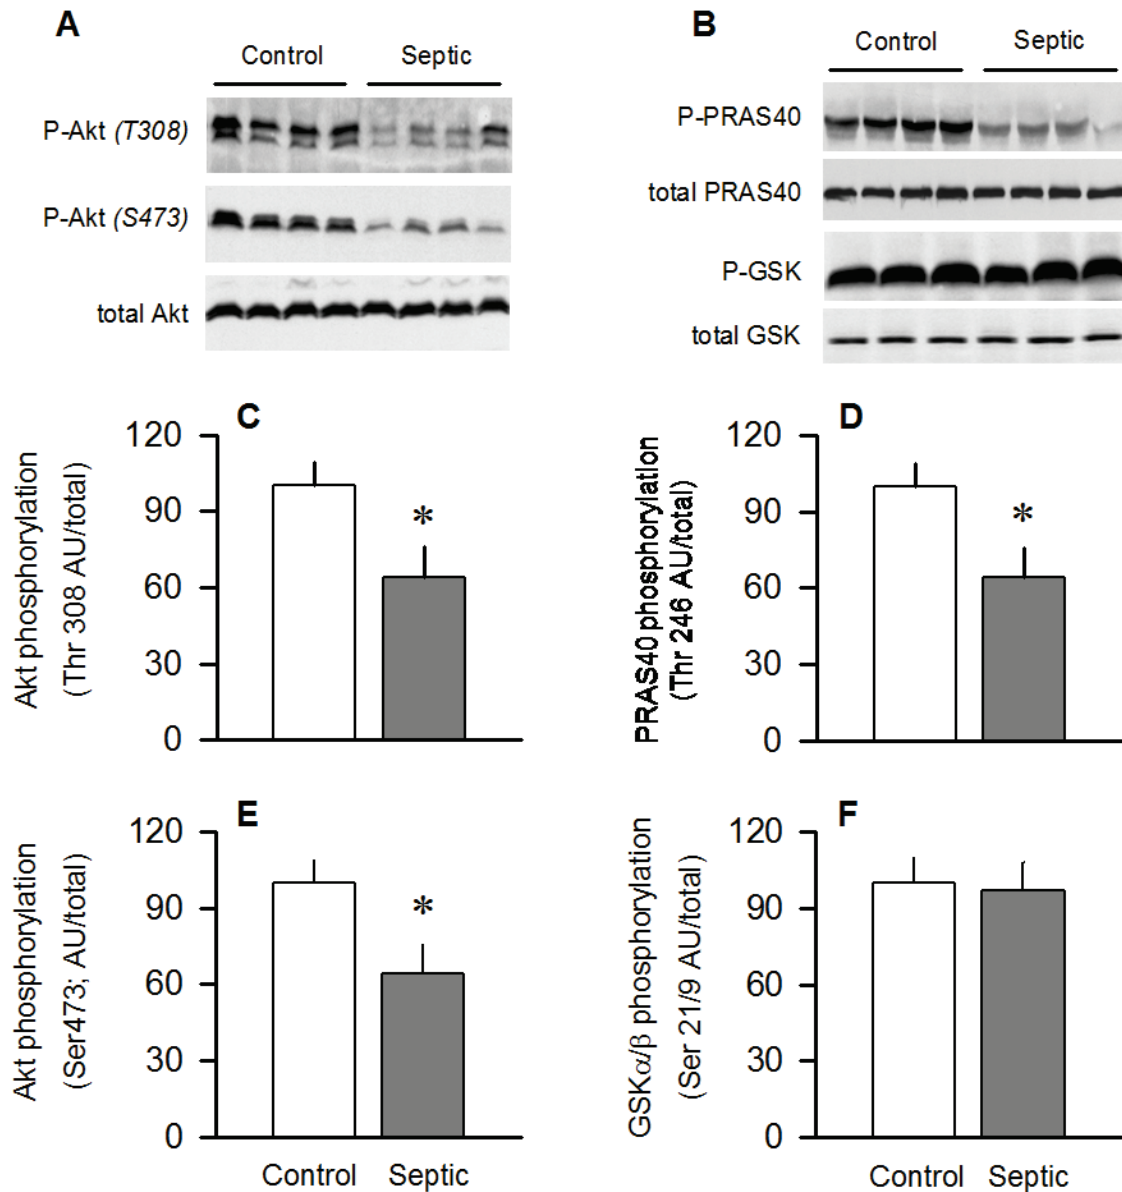 A
Control Septic
P-Akt (T308)
P-Akt (S473)
total Akt
B
Control Septic
P-PRAS40
total PRAS40
P-GSK
total GSK
C
Akt phosphorylation
(Thr 308 AU/total)
120
90
60
30
0
*
D
PRAS40 phosphorylation
(Thr 246 AU/total)
120
90
60
30
0
*
E
Akt phosphorylation
(Ser473; AU/total)
120
90
60
30
0
*
Control Septic
F
GSKα/β phosphorylation
(Ser 21/9 AU/total)
120
90
60
30
0
Control Septic